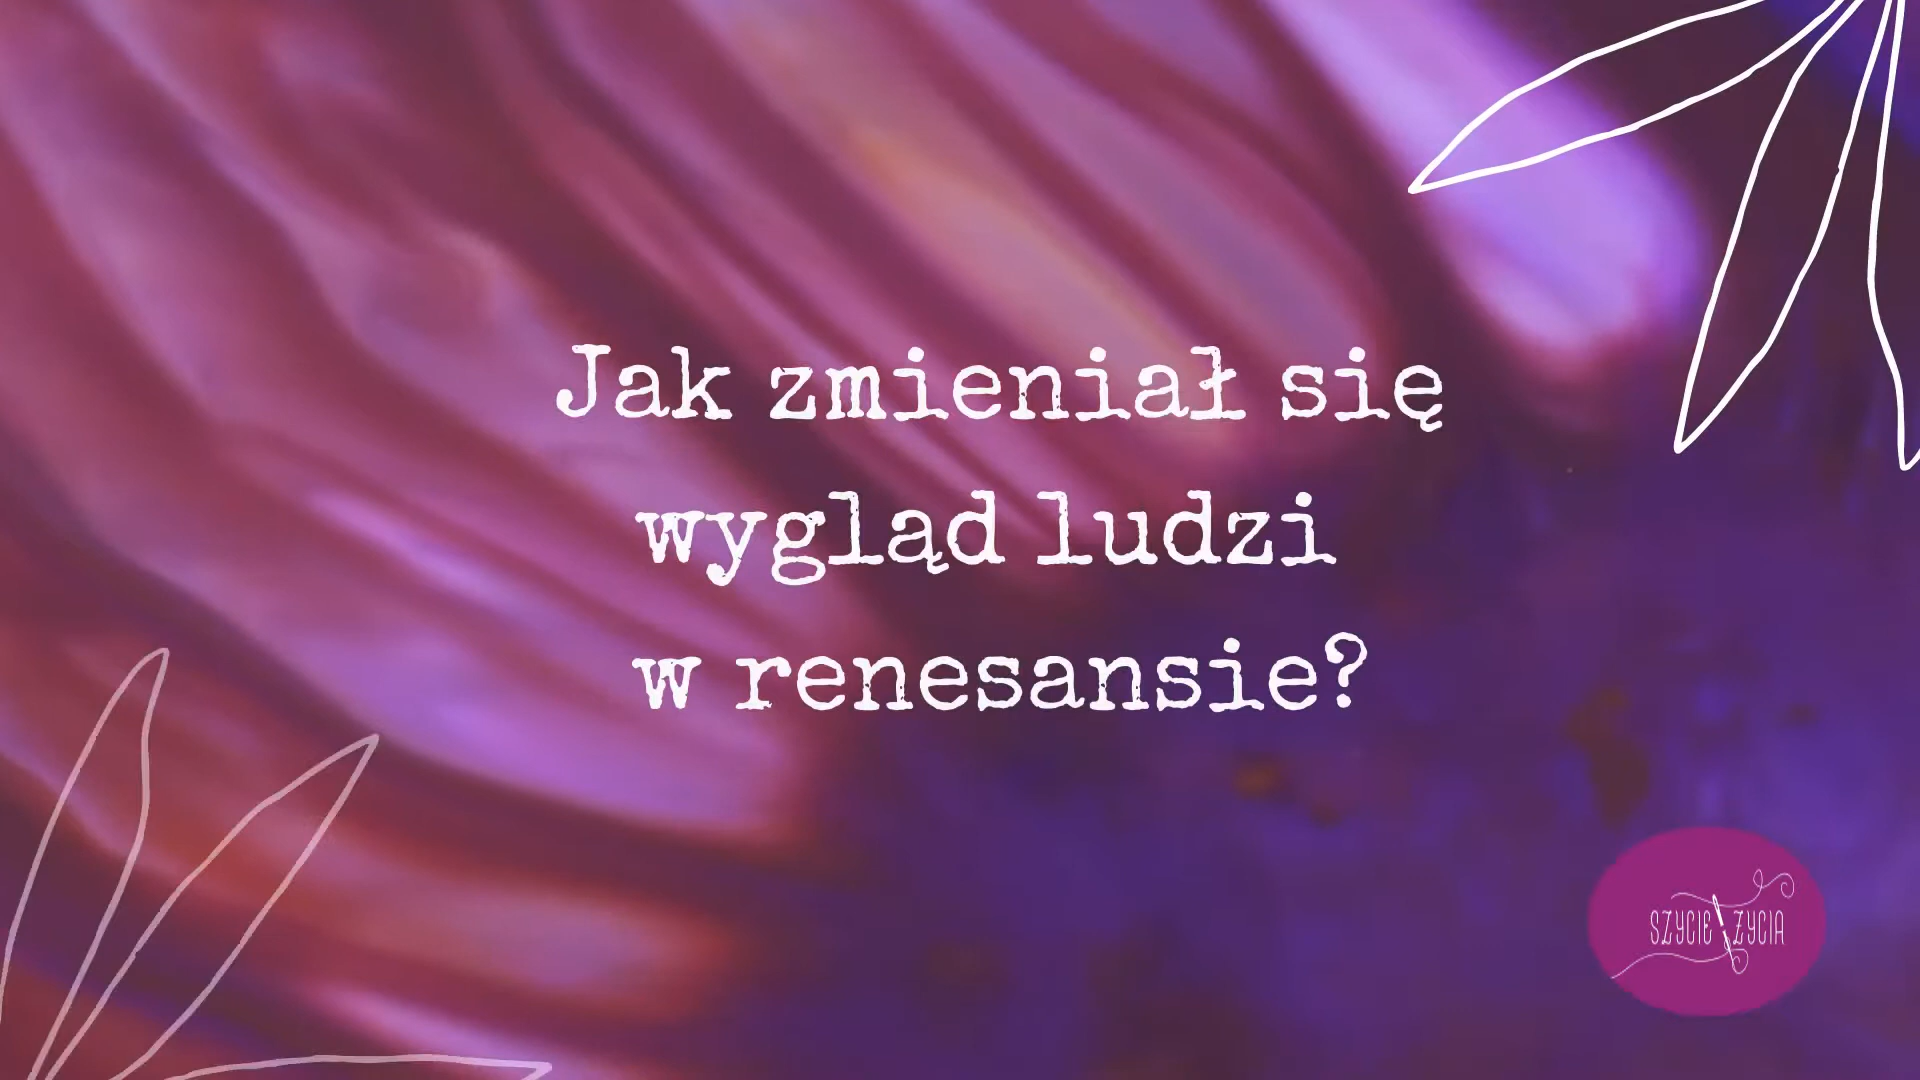 Jak zmieniał się
wygląd ludzi
w renesansie?
SZYCIE ŻYCIA